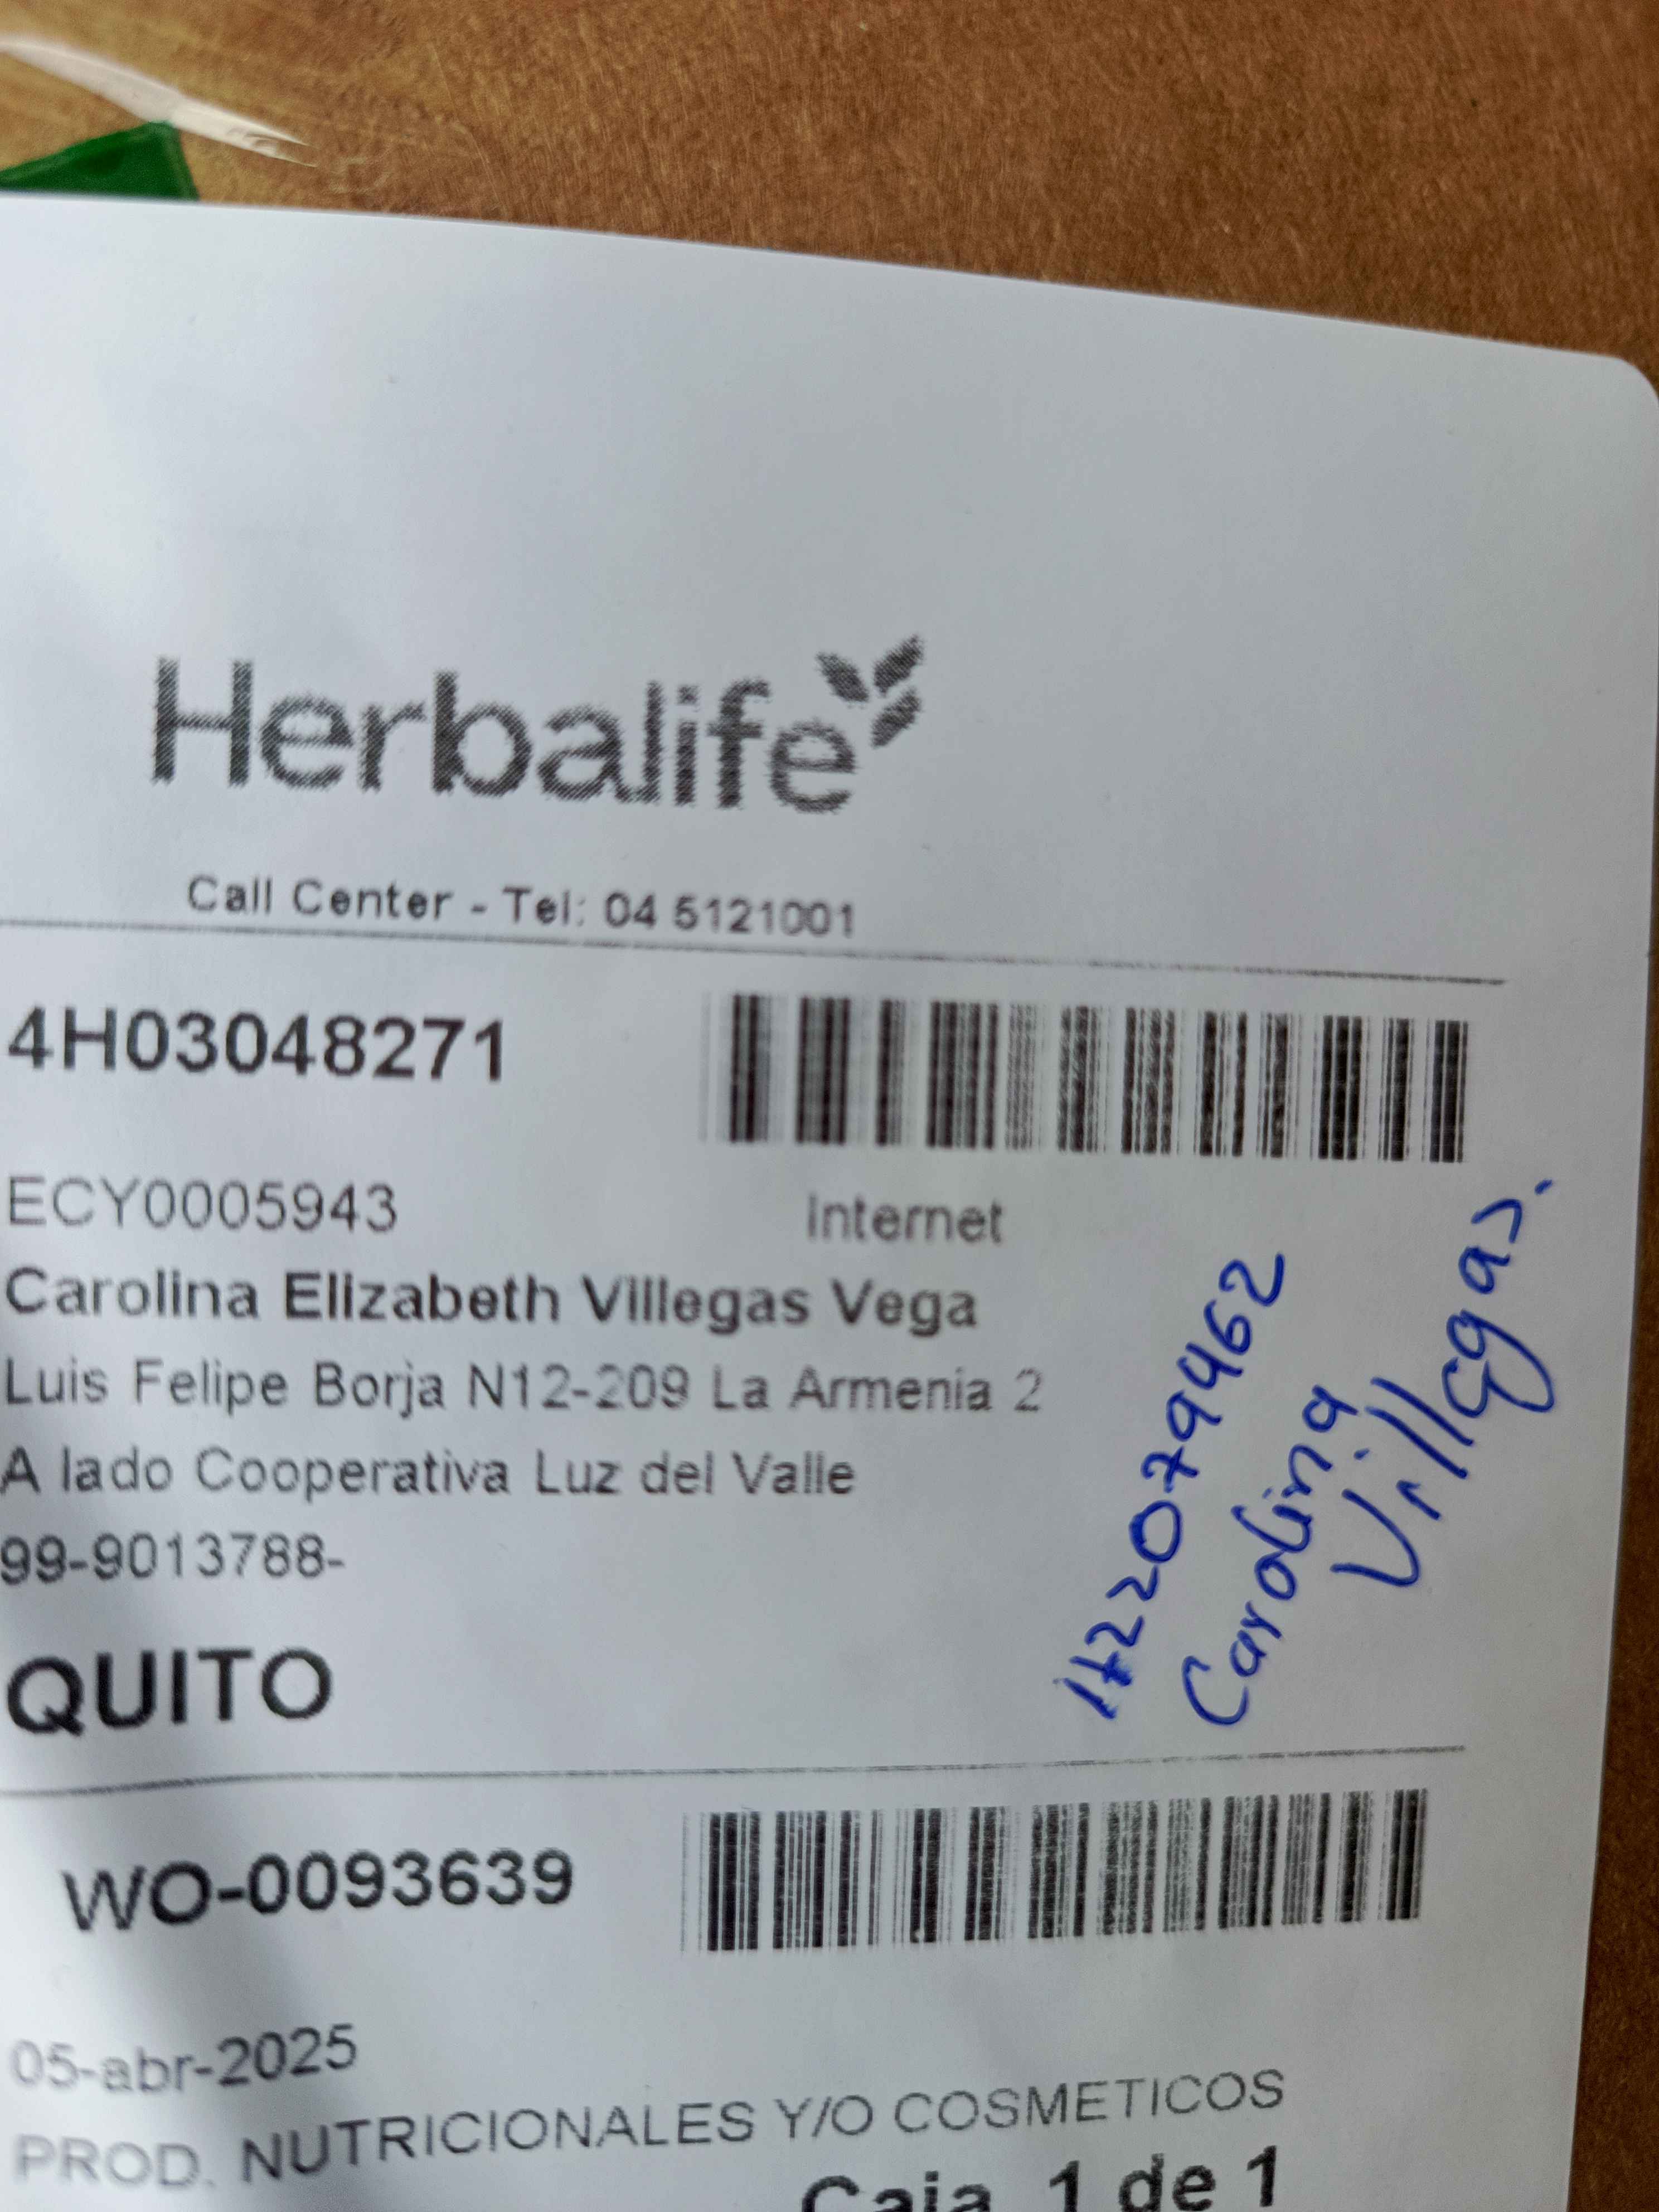 Herbalife
Call Center - Tel: 04 5121001
4H03048271
ECY0005943 Internet
Carolina Elizabeth Villegas Vega
Luis Felipe Borja N12-209 La Armenia 2
A lado Cooperativa Luz del Valle
99-9013788-
QUITO
1722079462
Carolina
Villegas.
WO-0093639
05-abr-2025
PROD. NUTRICIONALES Y/O COSMETICOS
Caja 1 de 1